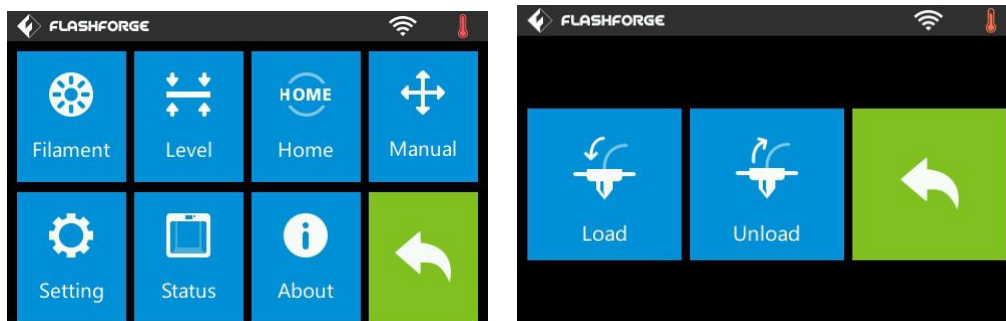 FLASHFORGE
Filament Level Home Manual
HOME
Setting Status About
FLASHFORGE
Load Unload